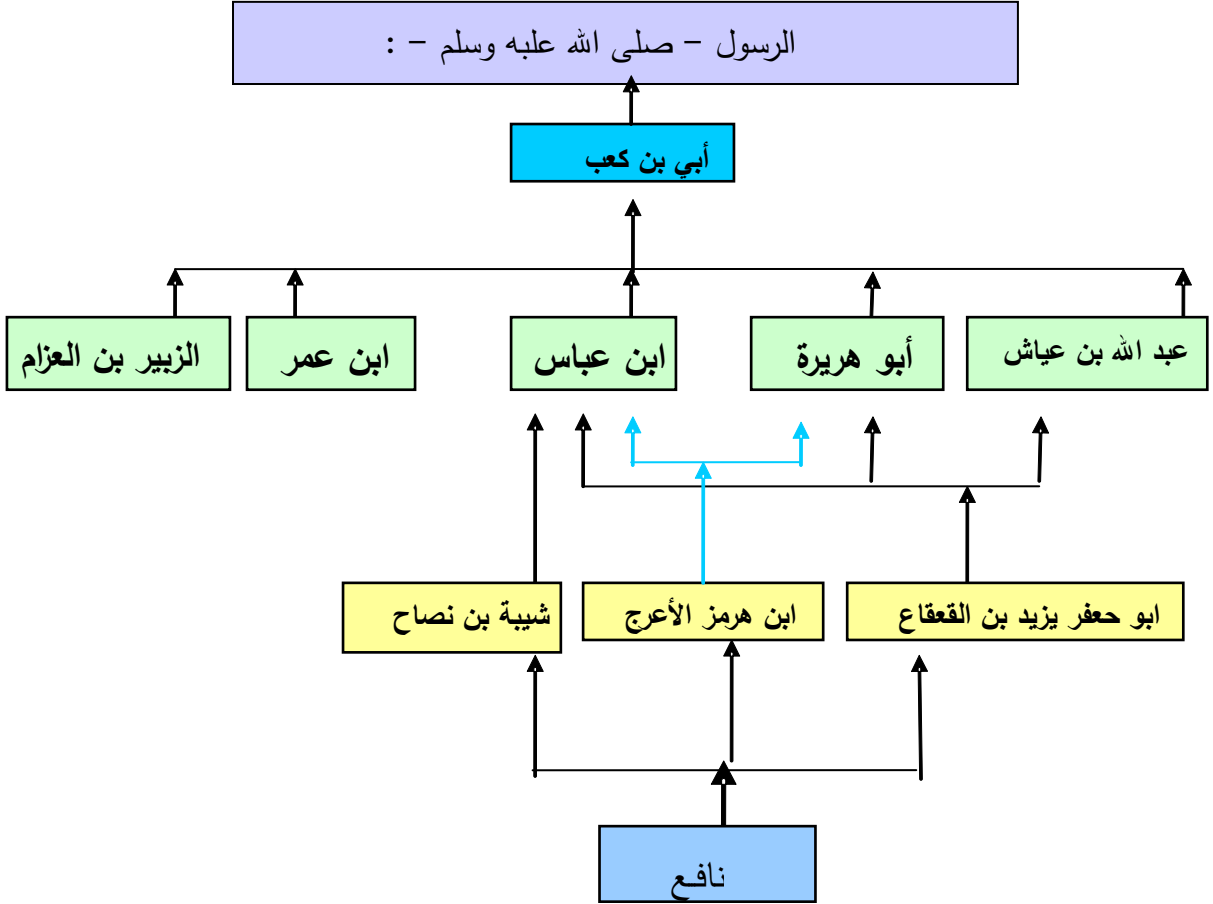 الرسول – صلى الله علبه وسلم – :
أبي بن كعب
عبد الله بن عياش
أبو هريرة
ابن عباس
ابن عمر
الزبير بن العزام
ابو حعفر يزيد بن القعقاع
ابن هرمز الأعرج
شيبة بن نصاح
نافع